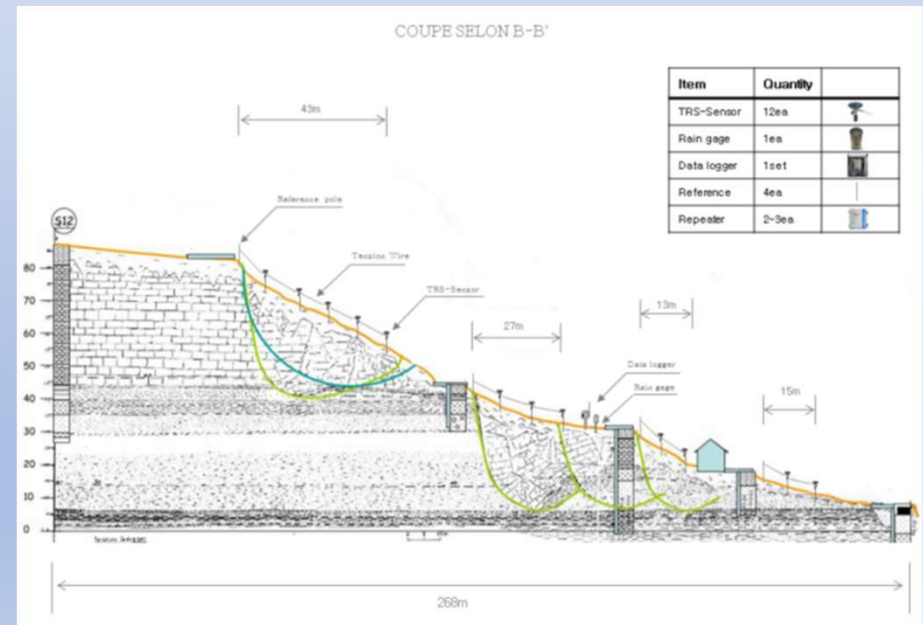 COUPE SELON B-B'
Item Quantity
TRS-Sensor 12ea
Rain gage 1ea
Data logger 1set
Reference 4ea
Repeater 2-3ea
43m
Reference pole
S12
Tension Wire
TRS-Sensor
13m
27m
Data logger
Rain gage
15m
80
70
60
50
40
30
20
10
0
268m